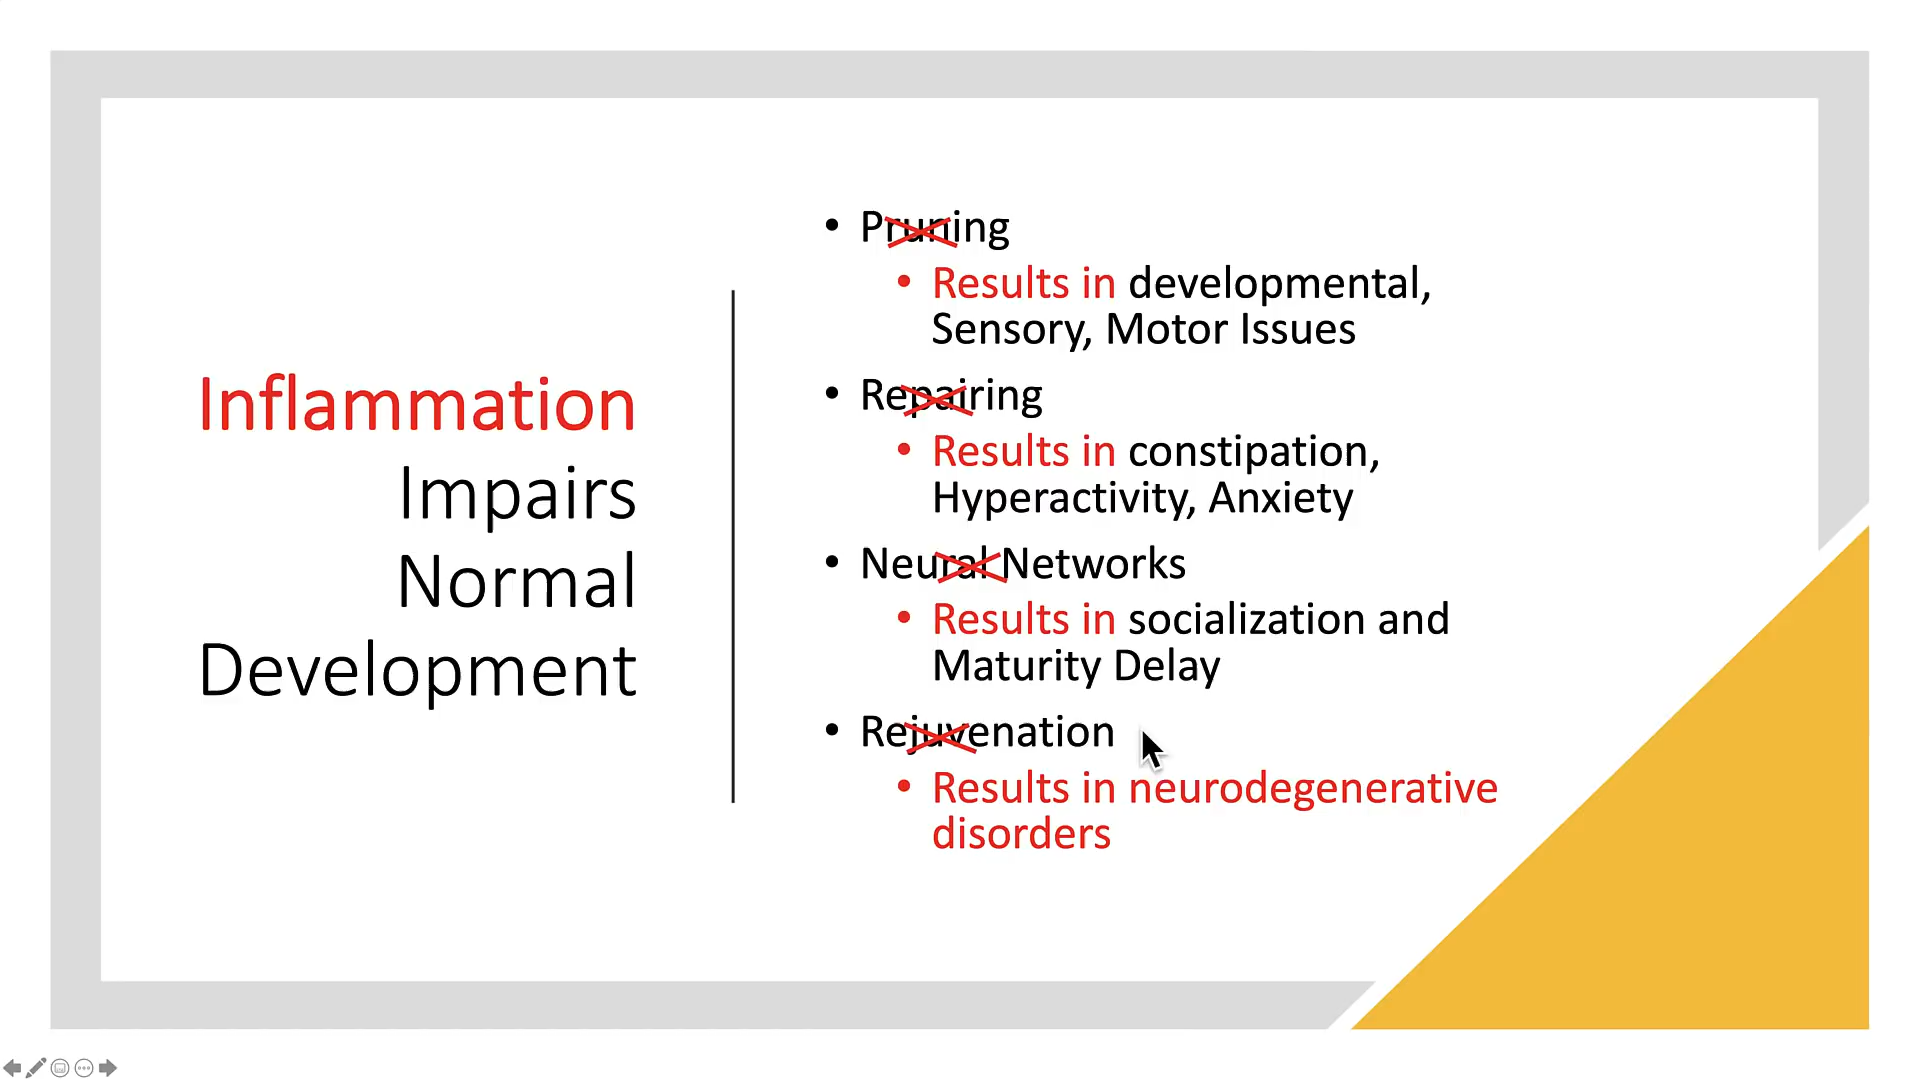 Inflammation
Impairs
Normal
Development
• Pruning
• Results in developmental,
Sensory, Motor Issues
• Repairing
• Results in constipation,
Hyperactivity, Anxiety
• Neural Networks
• Results in socialization and
Maturity Delay
• Rejuvenation
• Results in neurodegenerative
disorders